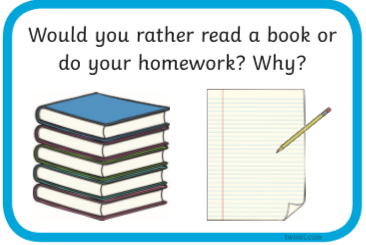 Would you rather read a book or
do your homework? Why?
twinkl.com